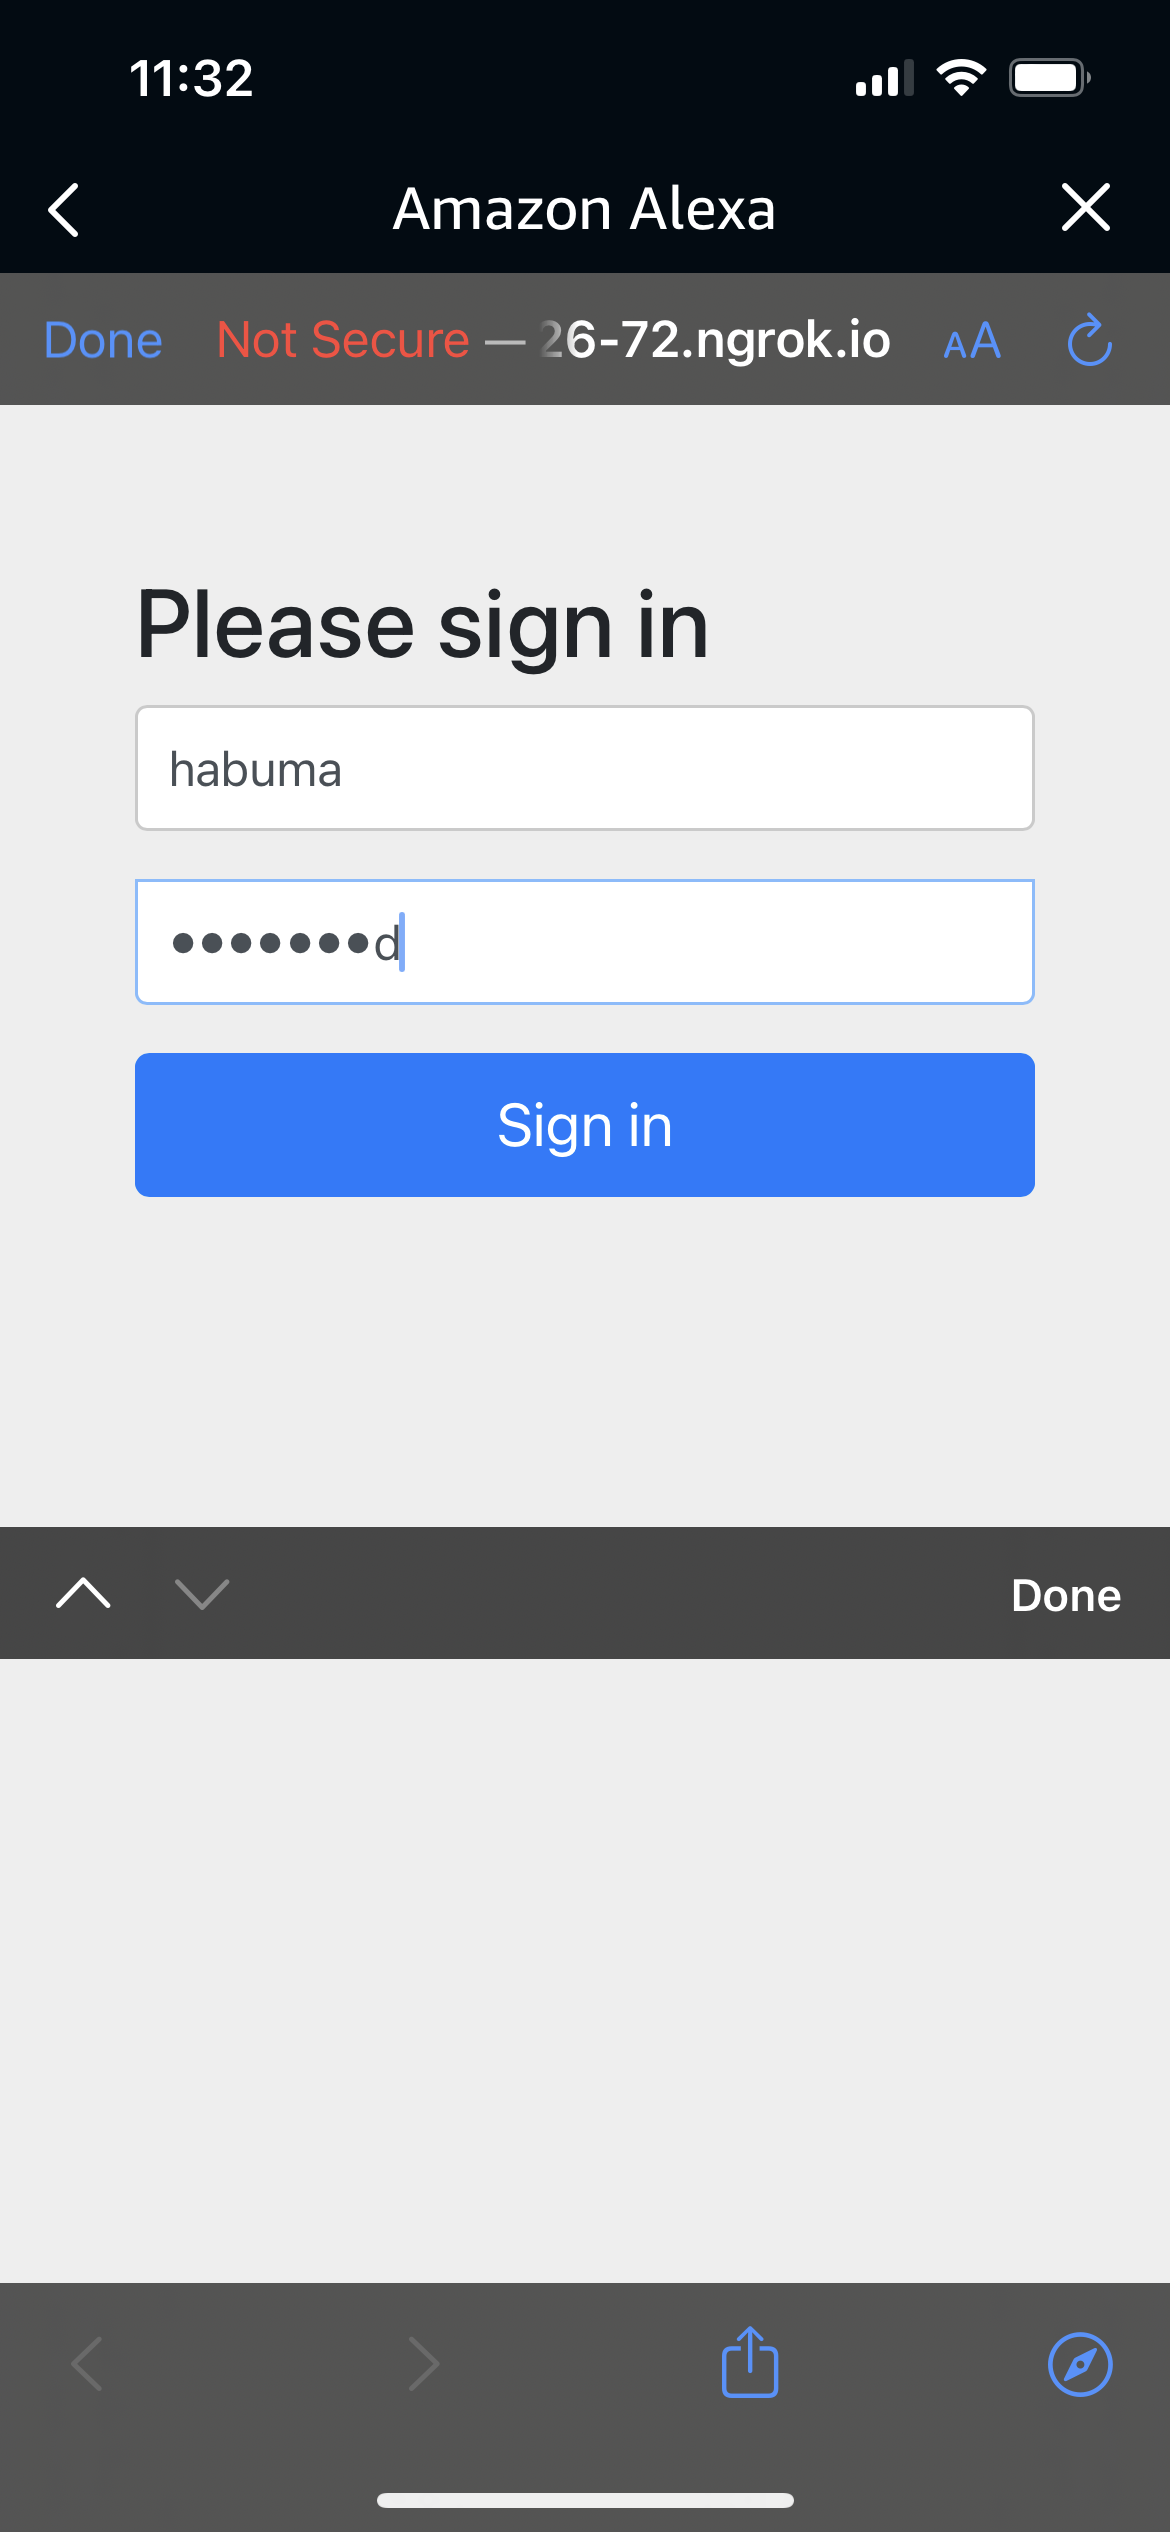 11:32
Amazon Alexa
Done Not Secure — 26-72.ngrok.io AA
Please sign in
habuma
•••••••d
Sign in
Done